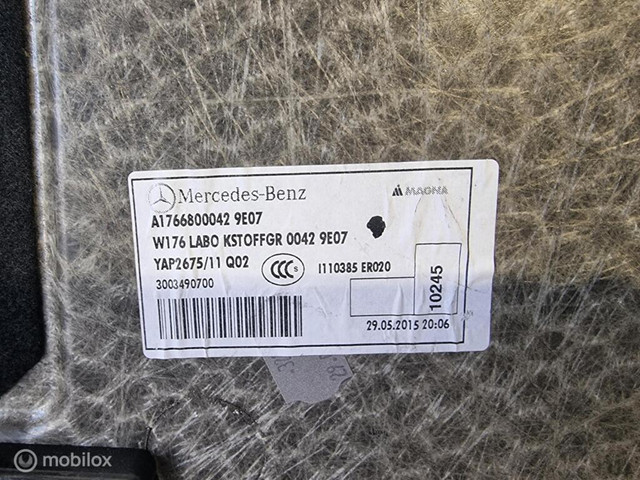 Mercedes-Benz
MAGNA
A1766800042 9E07
W176 LABO KSTOFFGR 0042 9E07
YAP2675/11 Q02
CCC S
I110385 ER020
3003490700
10245
29.05.2015 20:06
mobilox